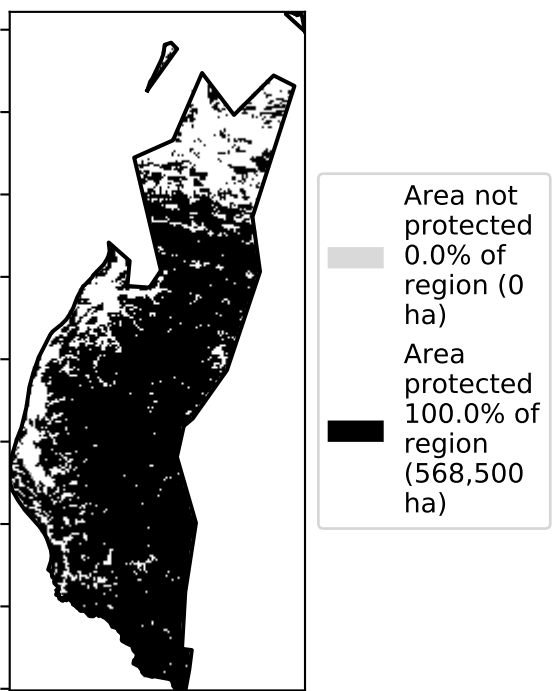 Area not
protected
0.0% of
region (0
ha)
Area
protected
100.0% of
region
(568,500
ha)